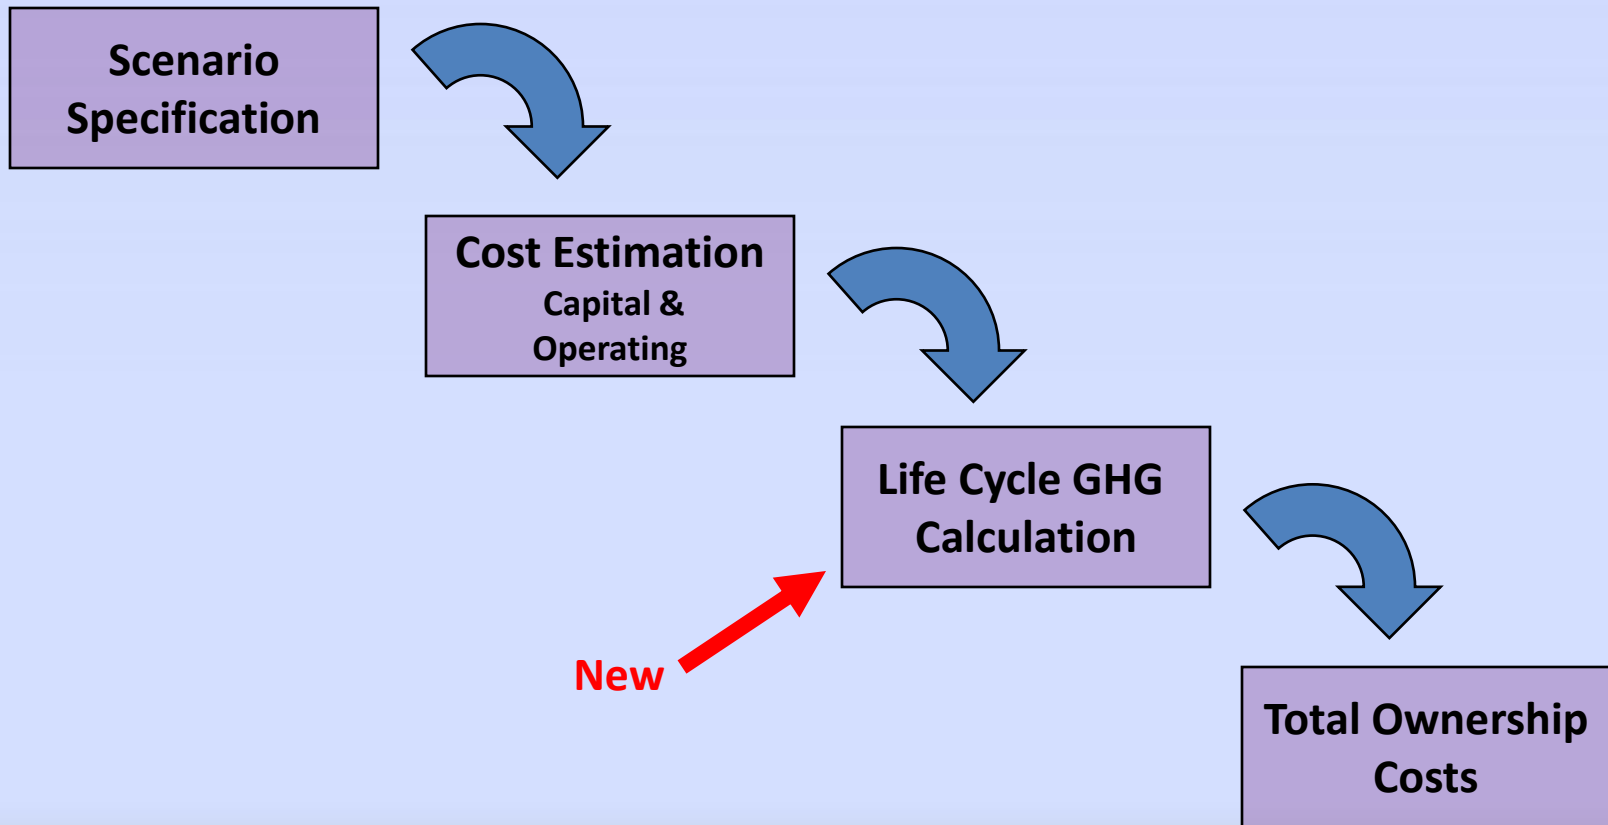 Scenario
Specification
Cost Estimation
Capital &
Operating
Life Cycle GHG
Calculation
New
Total Ownership
Costs